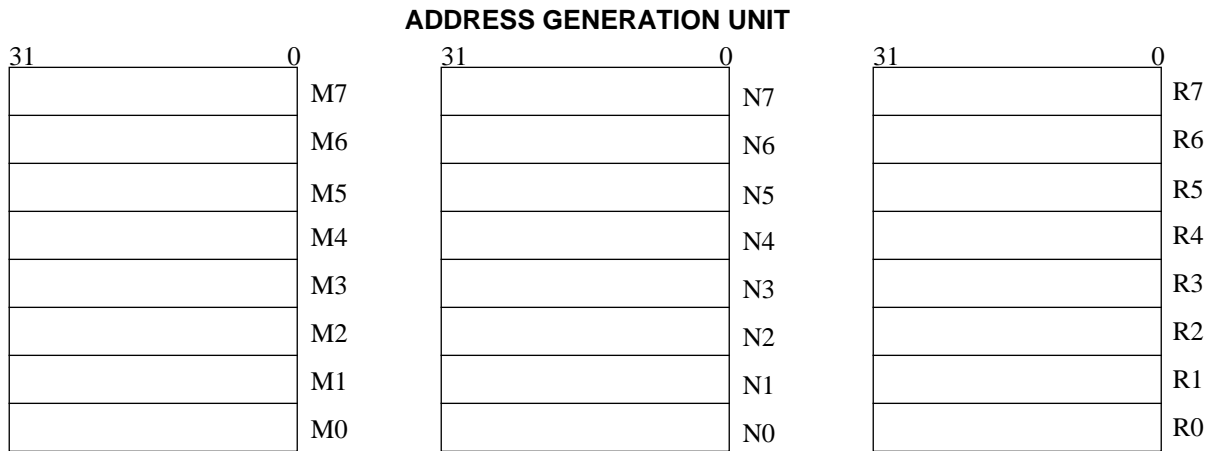 ADDRESS GENERATION UNIT
31 0 31 0 31 0
M7 N7 R7
M6 N6 R6
M5 N5 R5
M4 N4 R4
M3 N3 R3
M2 N2 R2
M1 N1 R1
M0 N0 R0